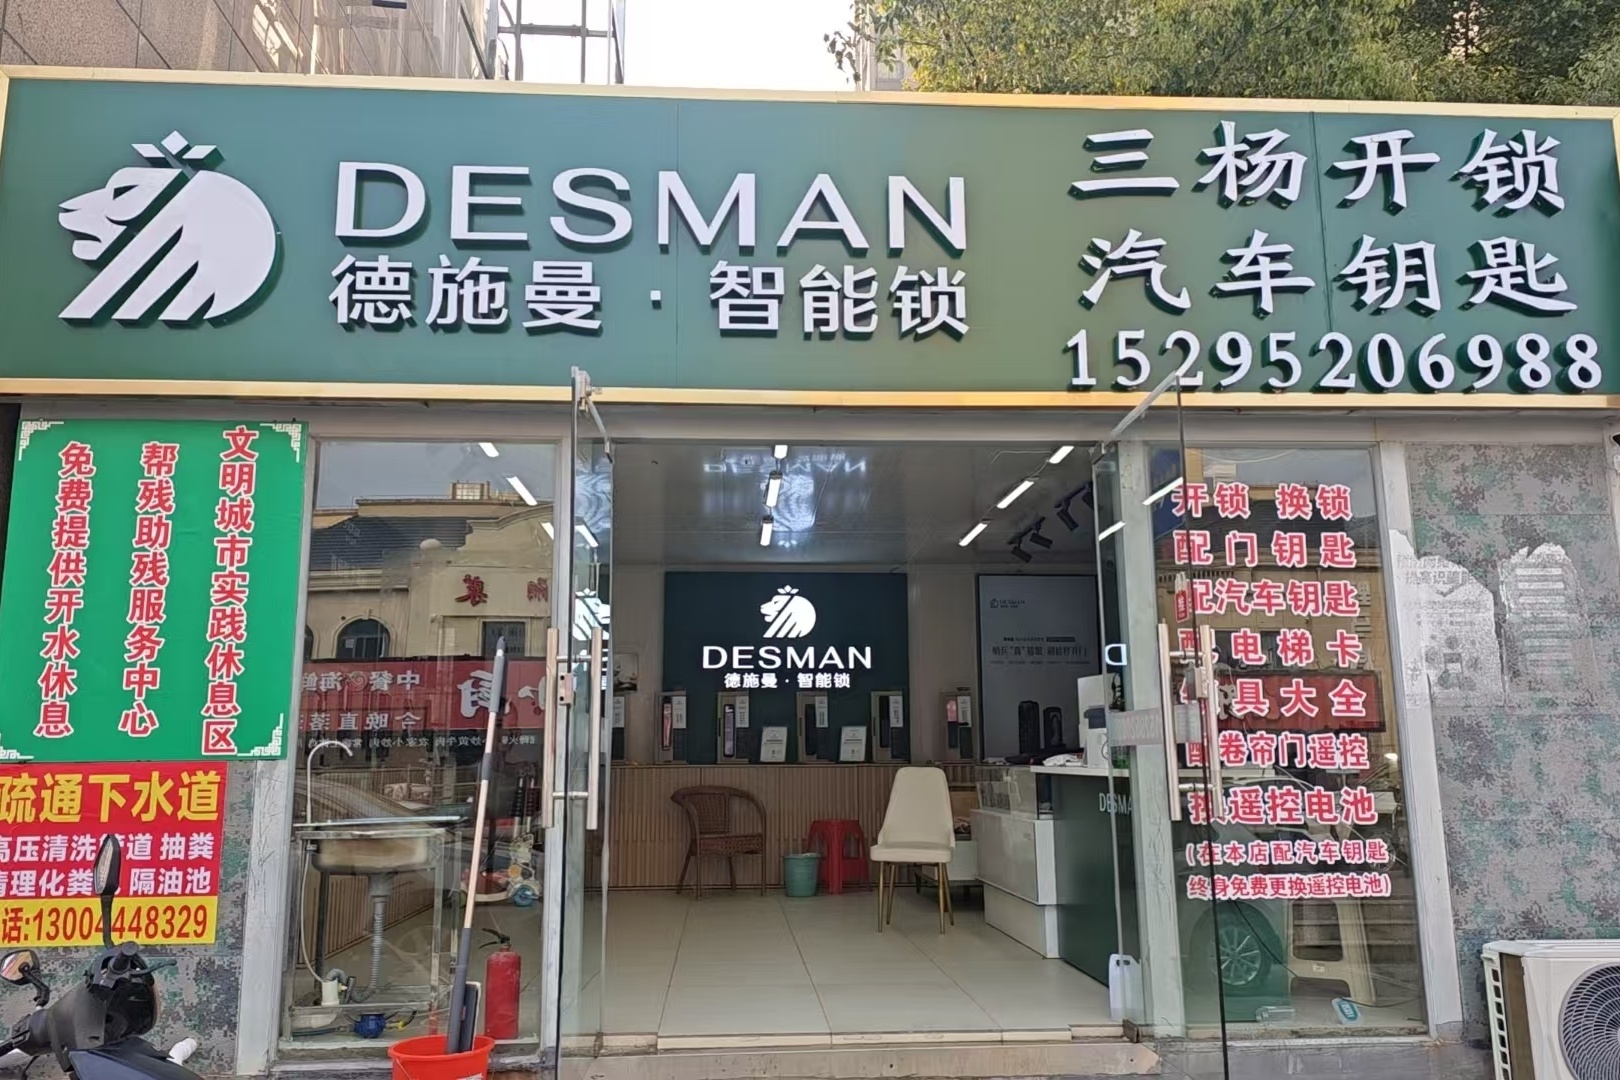 DESMAN
德施曼·智能锁
三杨开锁
汽车钥匙
15295206988
文明城市实践休息区
帮残助残服务中心
免费提供开水休息
疏通下水道
高压清洗管道 抽粪
清理化粪 隔油池
话:13004448329
DESMAN
德施曼·智能锁
开锁 换锁
配门钥匙
配汽车钥匙
电梯卡
具大全
卷帘门遥控
换遥控电池
(在本店配汽车钥匙
终身免费更换遥控电池)